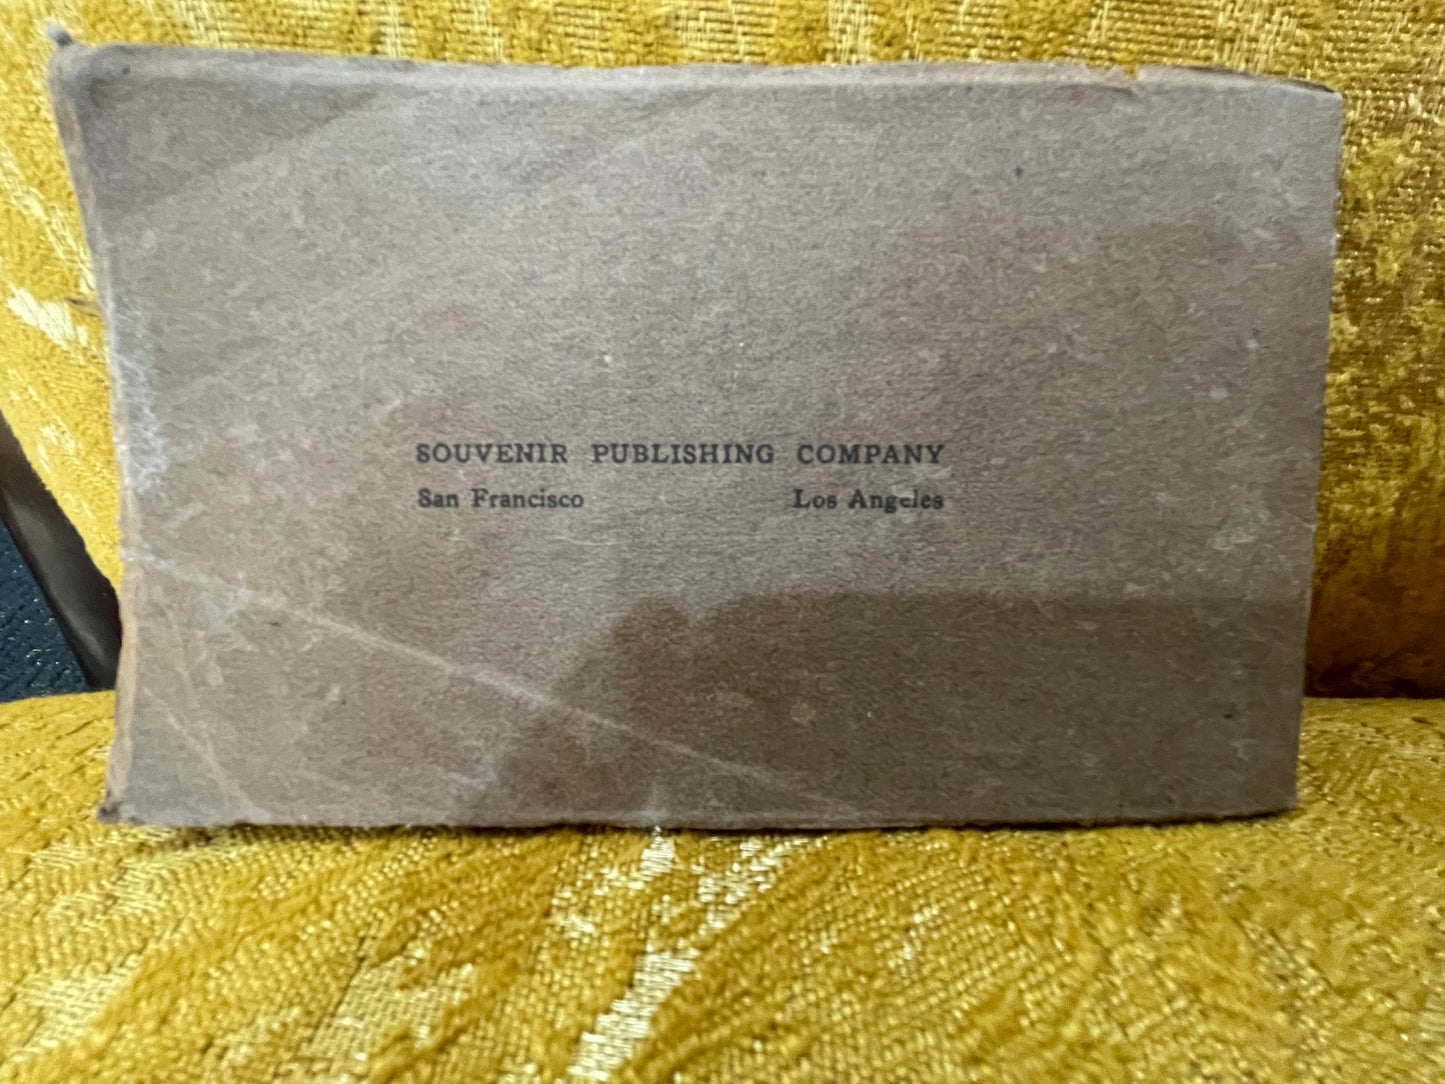 SOUVENIR PUBLISHING COMPANY
San Francisco Los Angeles